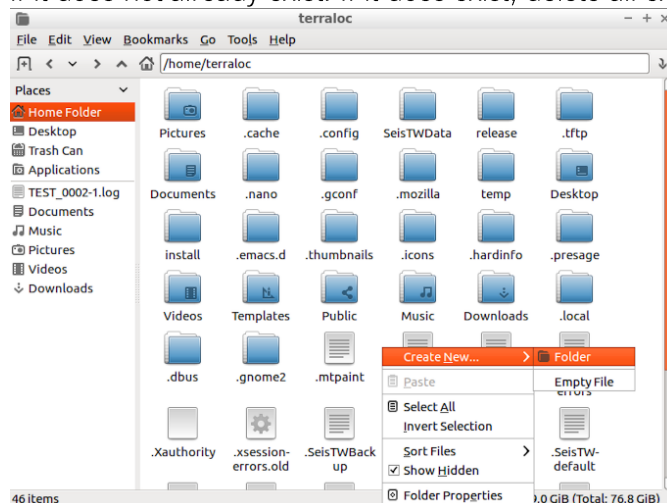 terraloc
File Edit View Bookmarks Go Tools Help
/home/terraloc
Places
Home Folder
Desktop
Trash Can
Applications
TEST_0002-1.log
Documents
Music
Pictures
Videos
Downloads
Pictures .cache .config SeisTWData release .tftp
Documents .nano .gconf .mozilla temp Desktop
install .emacs.d .thumbnails .icons .hardinfo .presage
Videos Templates Public Music Downloads .local
.dbus .gnome2 .mtpaint
errors
.Xauthority .xsession-errors.old .SeisTWBack up .SeisTW-default
Create New...
Paste
Select All
Invert Selection
Sort Files
Show Hidden
Folder Properties
Folder
Empty File
46 items
GiB (Total: 76.8 GiB)